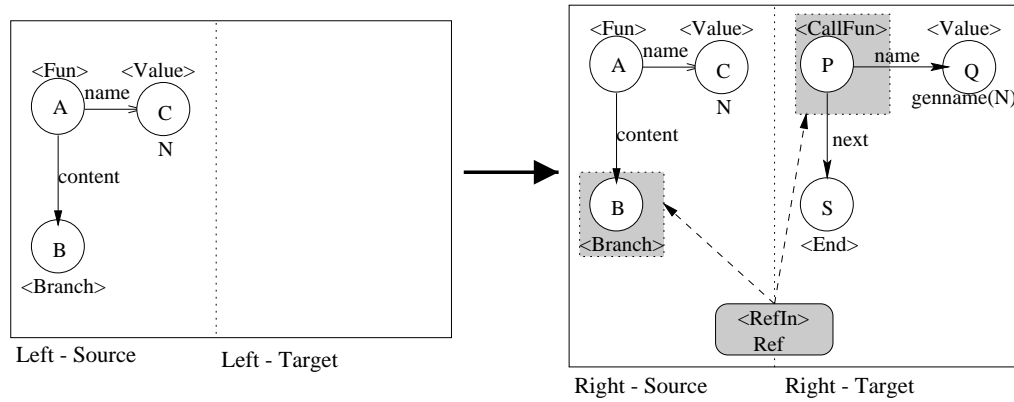 <Fun> <Value>
A name C
N
content
B
<Branch>
Left - Source Left - Target
<Fun> <Value> <CallFun> <Value>
name
A C P name Q
N genname(N)
content next
B S
<Branch> <End>
<RefIn>
Ref
Right - Source Right - Target